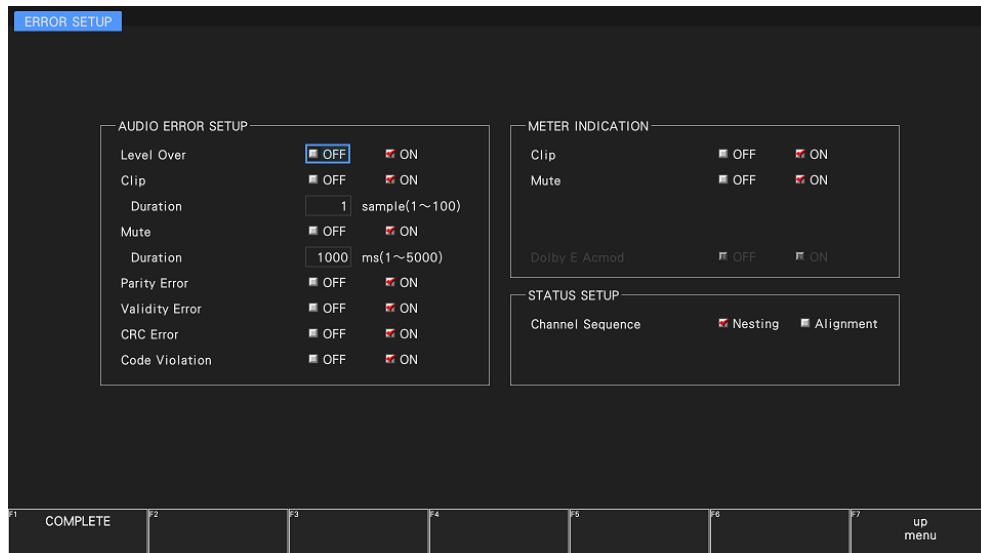 ERROR SETUP
AUDIO ERROR SETUP
Level Over OFF ON
Clip OFF ON
Duration 1 sample(1～100)
Mute OFF ON
Duration 1000 ms(1～5000)
Parity Error OFF ON
Validity Error OFF ON
CRC Error OFF ON
Code Violation OFF ON
METER INDICATION
Clip OFF ON
Mute OFF ON
Dolby E Acmod OFF ON
STATUS SETUP
Channel Sequence Nesting Alignment
F1 COMPLETE F2 F3 F4 F5 F6 F7 up
menu